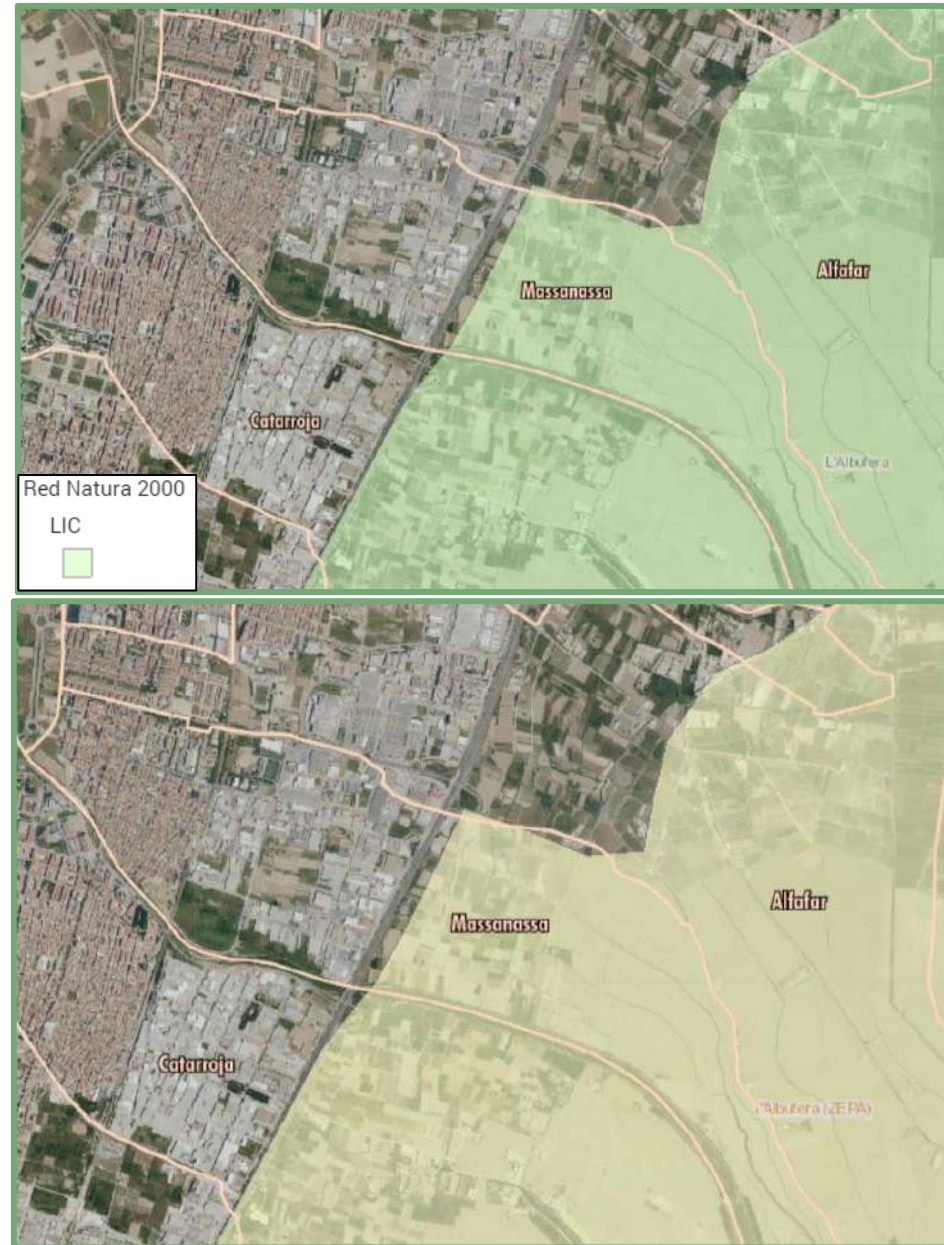 Alfafar
Massanassa
Catarroja
L'Albufera
Red Natura 2000
LIC
Alfafar
Massanassa
Catarroja
l'Albufera (ZEPA)